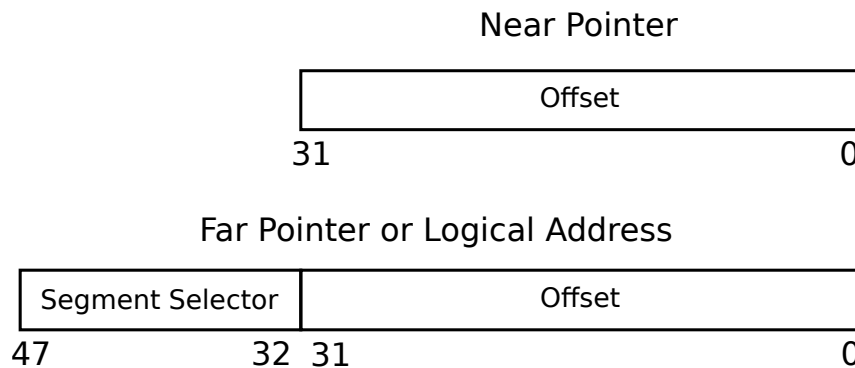 Near Pointer
Offset
31 0
Far Pointer or Logical Address
Segment Selector Offset
47 32 31 0